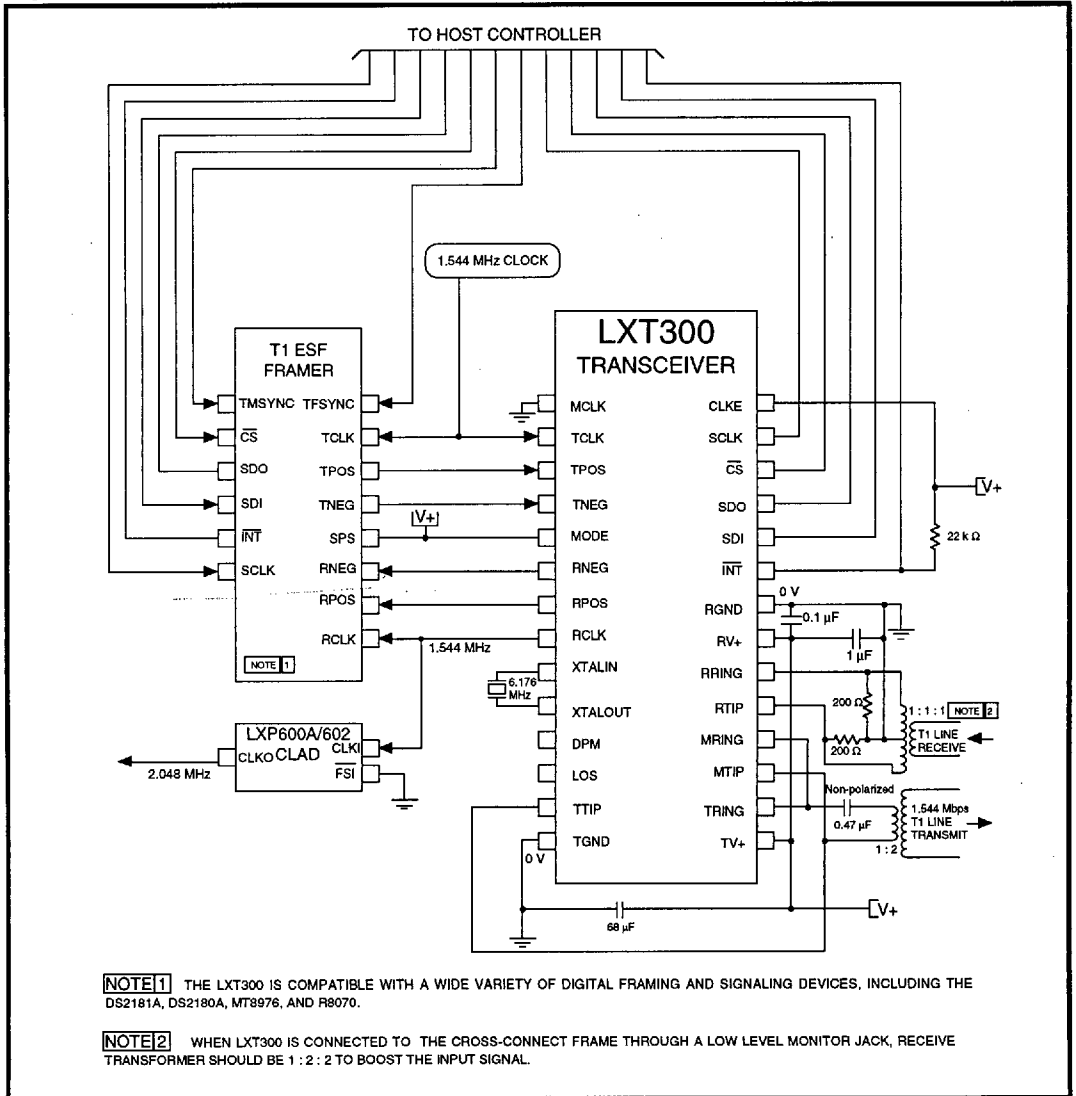 TO HOST CONTROLLER
1.544 MHz CLOCK
T1 ESF
FRAMER
TMSYNC TFSYNC
CS TCLK
SDO TPOS
SDI TNEG
INT SPS
SCLK RNEG
RPOS
RCLK
NOTE 1
V+
1.544 MHz
LXP600A/602
CLKO CLAD CLKI
FSI
2.048 MHz
6.176
MHz
LXT300
TRANSCEIVER
MCLK CLKE
TCLK SCLK
TPOS CS
TNEG SDO
MODE SDI
RNEG INT
RPOS RGND
RCLK RV+
XTALIN RRING
XTALOUT RTIP
DPM MRING
LOS MTIP
TTIP TRING
TGND TV+
0 V
68 µF
V+
22 k Ω
0 V
0.1 µF
1 µF
200 Ω
200 Ω
1 : 1 : 1 NOTE 2
T1 LINE
RECEIVE
Non-polarized
0.47 µF
1.544 Mbps
T1 LINE
TRANSMIT
1 : 2
V+
NOTE 1 THE LXT300 IS COMPATIBLE WITH A WIDE VARIETY OF DIGITAL FRAMING AND SIGNALING DEVICES, INCLUDING THE
DS2181A, DS2180A, MT8976, AND R8070.
NOTE 2 WHEN LXT300 IS CONNECTED TO THE CROSS-CONNECT FRAME THROUGH A LOW LEVEL MONITOR JACK, RECEIVE
TRANSFORMER SHOULD BE 1 : 2 : 2 TO BOOST THE INPUT SIGNAL.